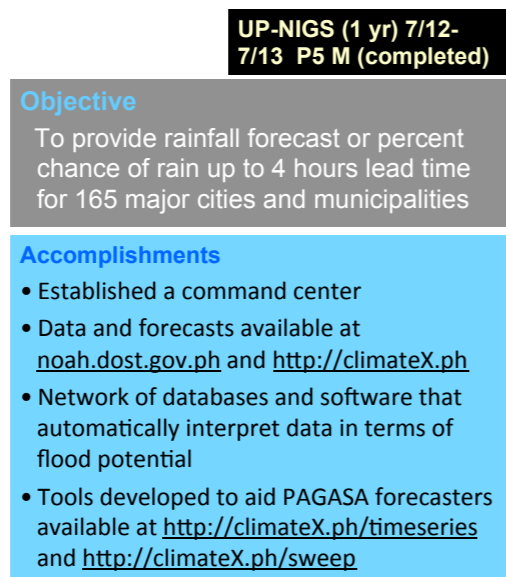 UP-NIGS (1 yr) 7/12-
7/13 P5 M (completed)
Objective
To provide rainfall forecast or percent
chance of rain up to 4 hours lead time
for 165 major cities and municipalities
Accomplishments
• Established a command center
• Data and forecasts available at
noah.dost.gov.ph and http://climateX.ph
• Network of databases and software that
automatically interpret data in terms of
flood potential
• Tools developed to aid PAGASA forecasters
available at http://climateX.ph/timeseries
and http://climateX.ph/sweep